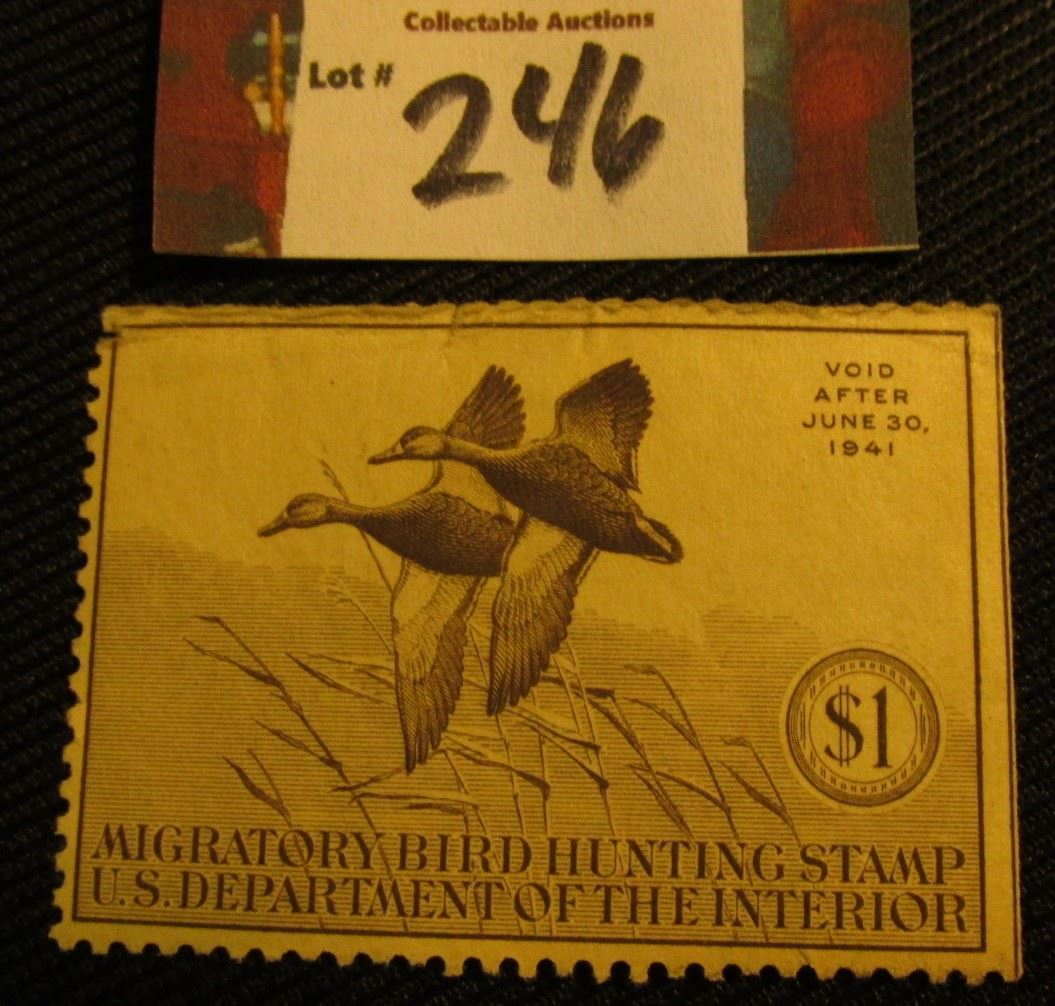 Collectable Auctions
Lot # 246
VOID
AFTER
JUNE 30,
1941
$1
MIGRATORY BIRD HUNTING STAMP
U.S. DEPARTMENT OF THE INTERIOR